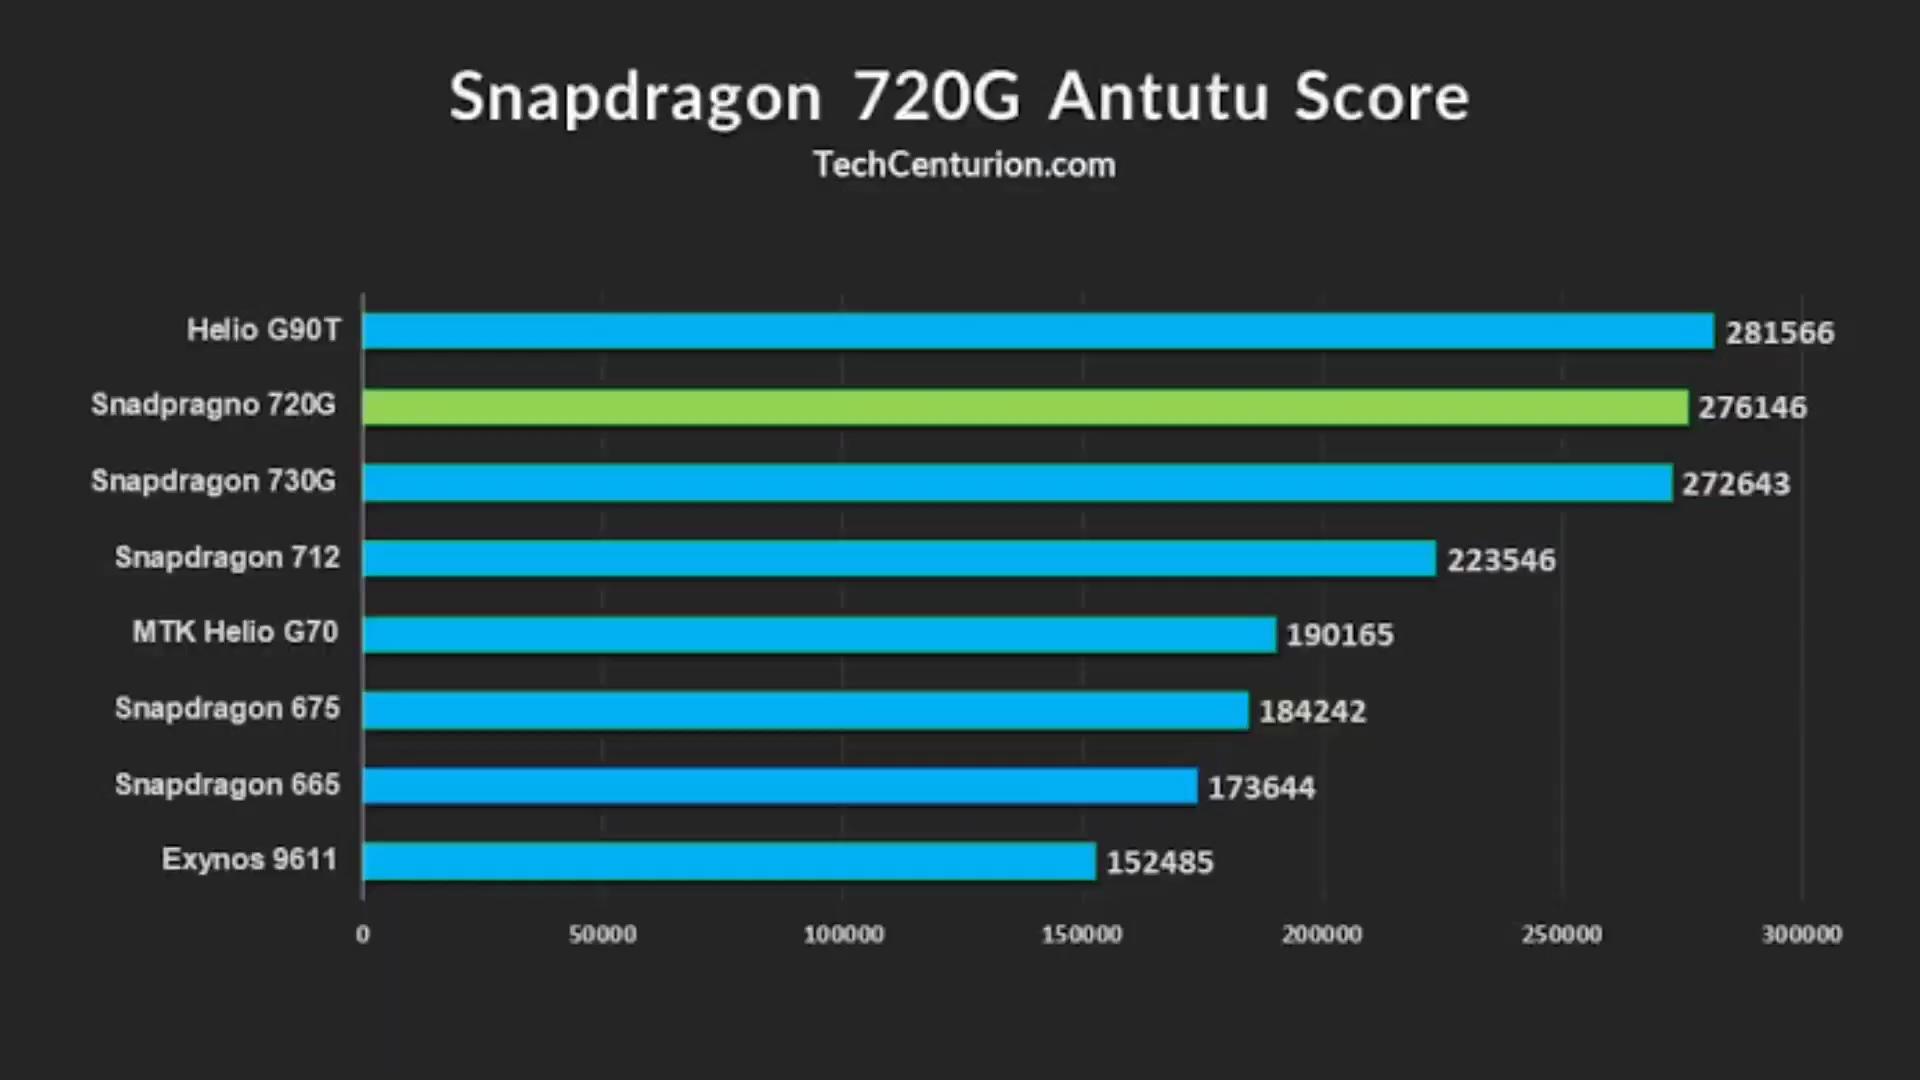 Snapdragon 720G Antutu Score
TechCenturion.com
Helio G90T 281566
Snadpragno 720G 276146
Snapdragon 730G 272643
Snapdragon 712 223546
MTK Helio G70 190165
Snapdragon 675 184242
Snapdragon 665 173644
Exynos 9611 152485
0 50000 100000 150000 200000 250000 300000